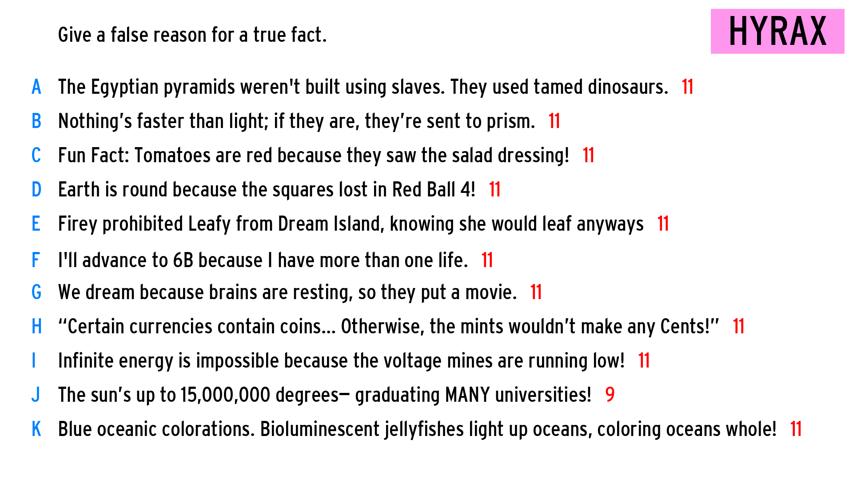 Give a false reason for a true fact.
HYRAX
A The Egyptian pyramids weren't built using slaves. They used tamed dinosaurs. 11
B Nothing’s faster than light; if they are, they’re sent to prism. 11
C Fun Fact: Tomatoes are red because they saw the salad dressing! 11
D Earth is round because the squares lost in Red Ball 4! 11
E Firey prohibited Leafy from Dream Island, knowing she would leaf anyways 11
F I'll advance to 6B because I have more than one life. 11
G We dream because brains are resting, so they put a movie. 11
H “Certain currencies contain coins... Otherwise, the mints wouldn’t make any Cents!” 11
I Infinite energy is impossible because the voltage mines are running low! 11
J The sun’s up to 15,000,000 degrees— graduating MANY universities! 9
K Blue oceanic colorations. Bioluminescent jellyfishes light up oceans, coloring oceans whole! 11